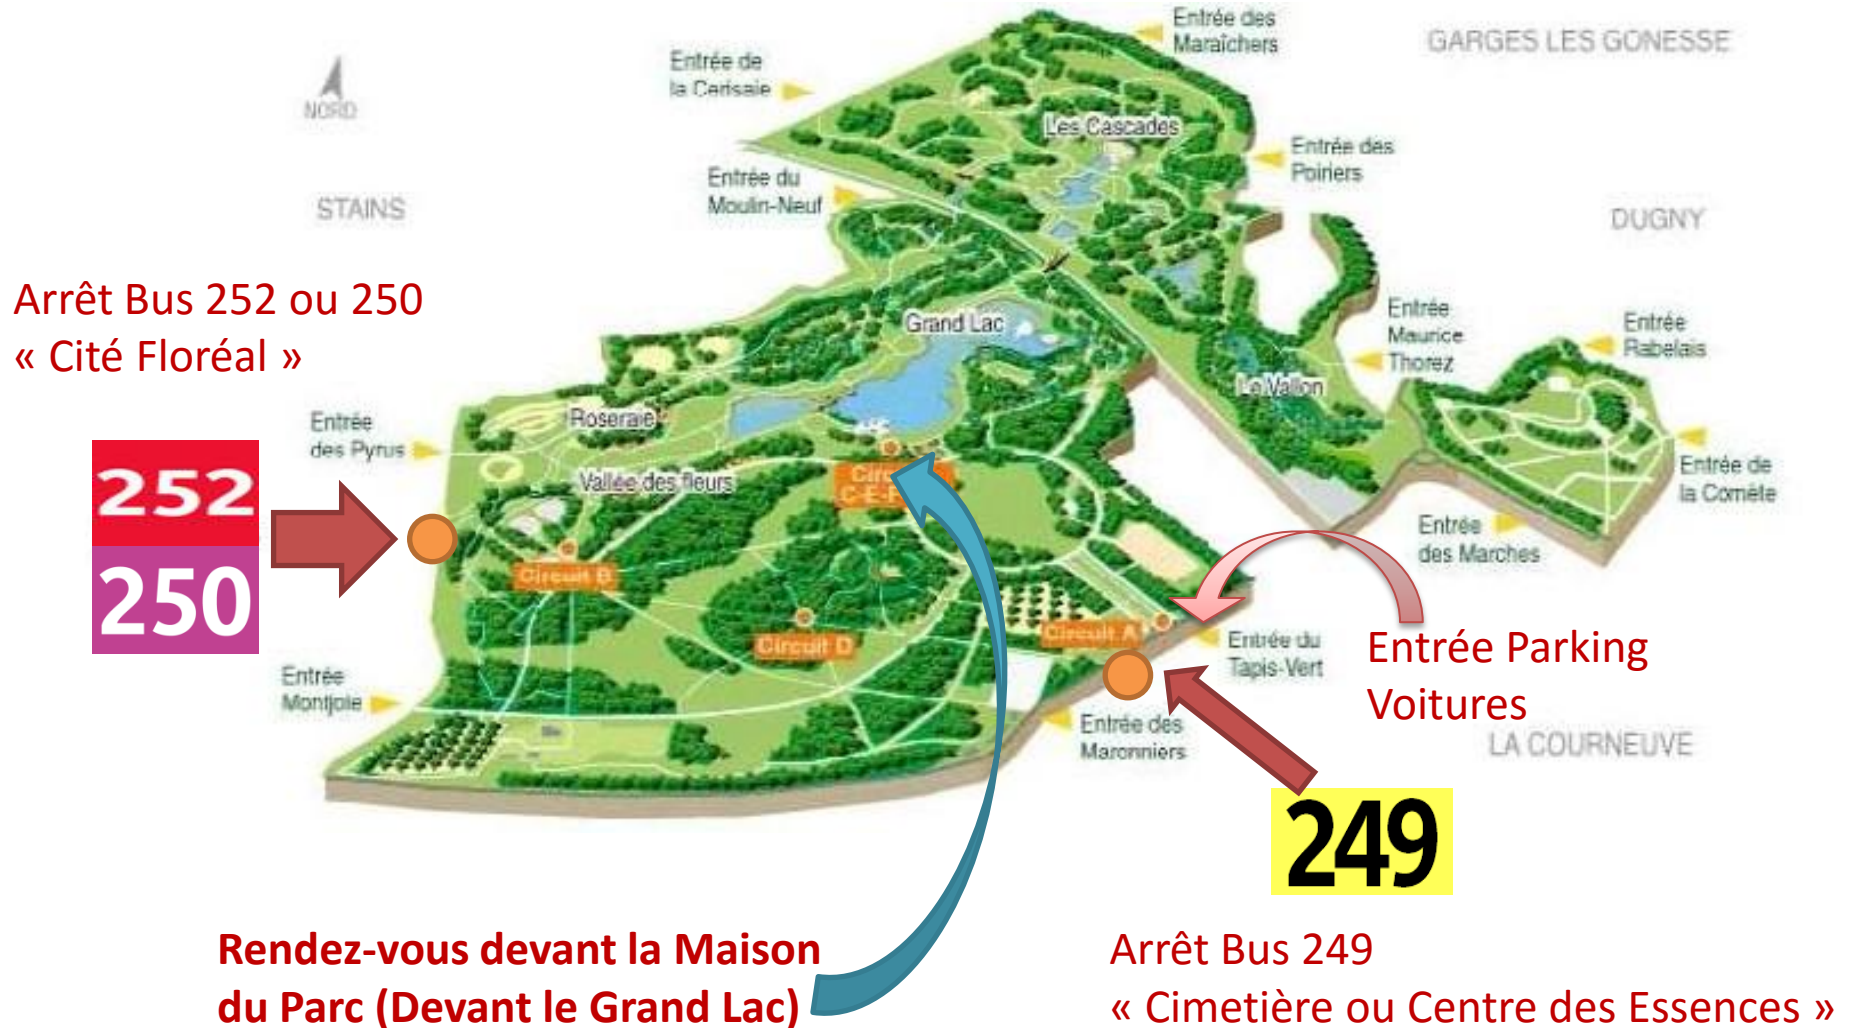 Entrée des
Maraîchers
GARGES LES GONESSE
Entrée de
la Cerisaie
NORD
Les Cascades
Entrée des
Poiriers
Entrée du
Moulin-Neuf
STAINS
DUGNY
Arrêt Bus 252 ou 250
« Cité Floréal »
Grand Lac
Entrée
Maurice
Thorez
Entrée
Rabelais
Le Vallon
Roseraie
Entrée
des Pyrus
Vallée des fleurs
Entrée de
la Comète
252
250
C-E-F
Entrée
des Marches
Circuit B
Circuit D
Circuit A
Entrée du
Tapis-Vert
Entrée Parking
Voitures
Entrée
Montjoie
Entrée des
Maronniers
LA COURNEUVE
249
Rendez-vous devant la Maison
du Parc (Devant le Grand Lac)
Arrêt Bus 249
« Cimetière ou Centre des Essences »